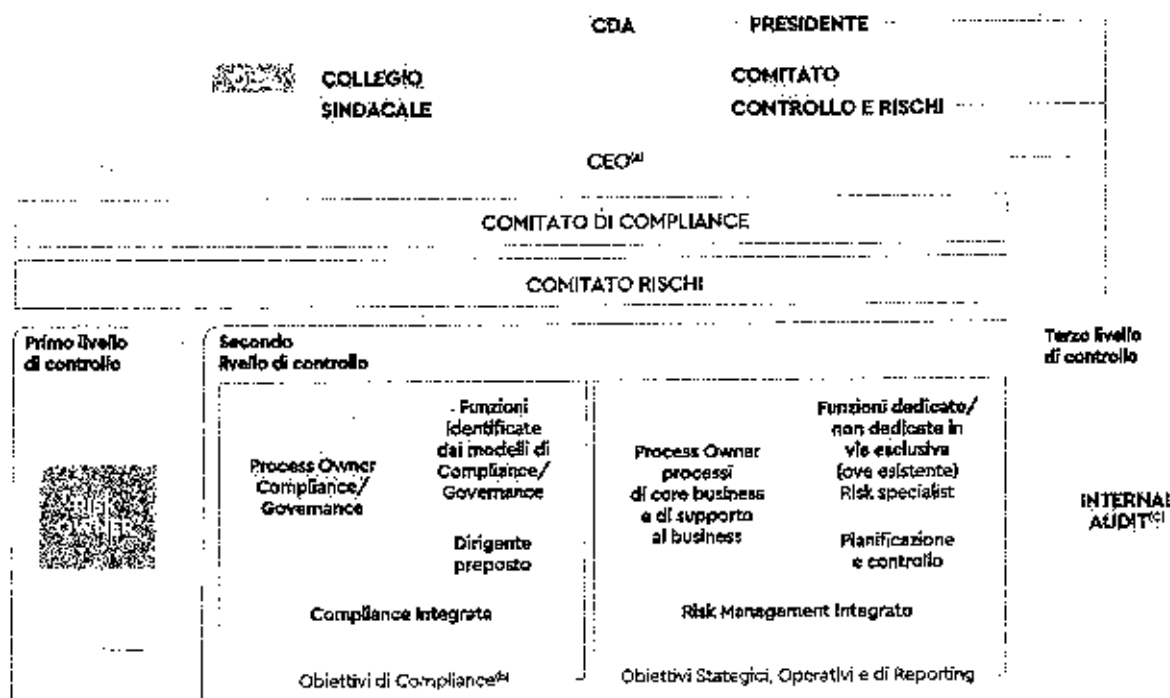 CDA PRESIDENTE
COLLEGIO
SINDACALE
COMITATO
CONTROLLO E RISCHI
CEO(a)
COMITATO DI COMPLIANCE
COMITATO RISCHI
Primo livello
di controllo
Secondo
livello di controllo
Terzo livello
di controllo
RISK
OWNER
Process Owner
Compliance/
Governance
Funzioni
identificate
dai modelli di
Compliance/
Governance
Dirigente
preposto
Compliance Integrata
Obiettivi di Compliance(b)
Process Owner
processi
di core business
e di supporto
al business
Funzioni dedicate/
non dedicate in
via esclusiva
(ove esistente)
Risk specialist
Pianificazione
e controllo
Risk Management Integrato
Obiettivi Stategici, Operativi e di Reporting
INTERNAL
AUDIT(c)